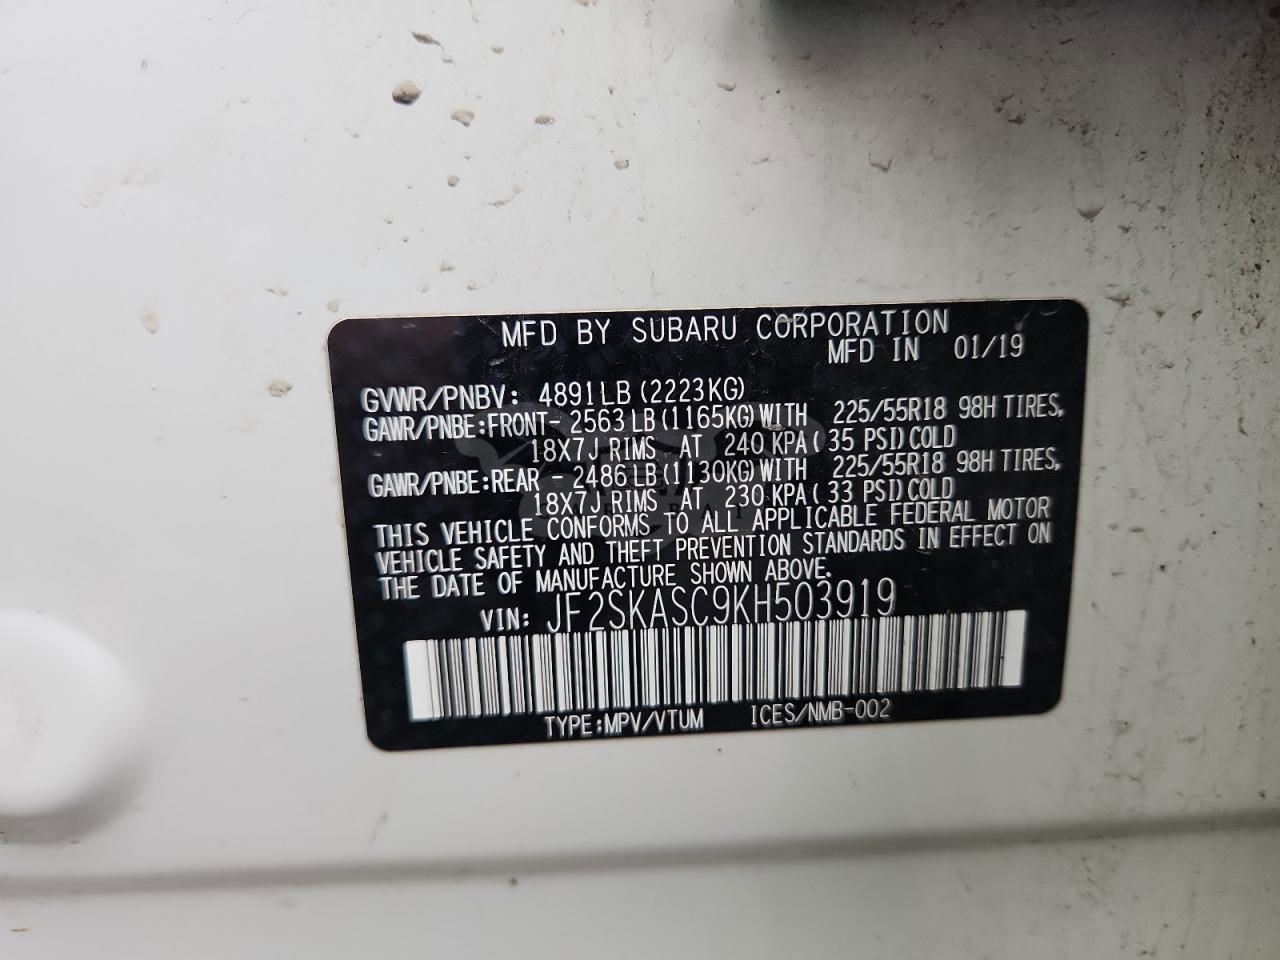 MFD BY SUBARU CORPORATION
MFD IN 01/19
GVWR/PNBV: 4891LB (2223KG)
GAWR/PNBE:FRONT- 2563LB (1165KG) WITH 225/55R18 98H TIRES,
18X7J RIMS AT 240 KPA ( 35 PSI) COLD
GAWR/PNBE:REAR - 2486LB (1130KG) WITH 225/55R18 98H TIRES,
18X7J RIMS AT 230 KPA ( 33 PSI) COLD
THIS VEHICLE CONFORMS TO ALL APPLICABLE FEDERAL MOTOR
VEHICLE SAFETY AND THEFT PREVENTION STANDARDS IN EFFECT ON
THE DATE OF MANUFACTURE SHOWN ABOVE.
VIN: JF2SKASC9KH503919
TYPE:MPV/VTUM ICES/NMB-002